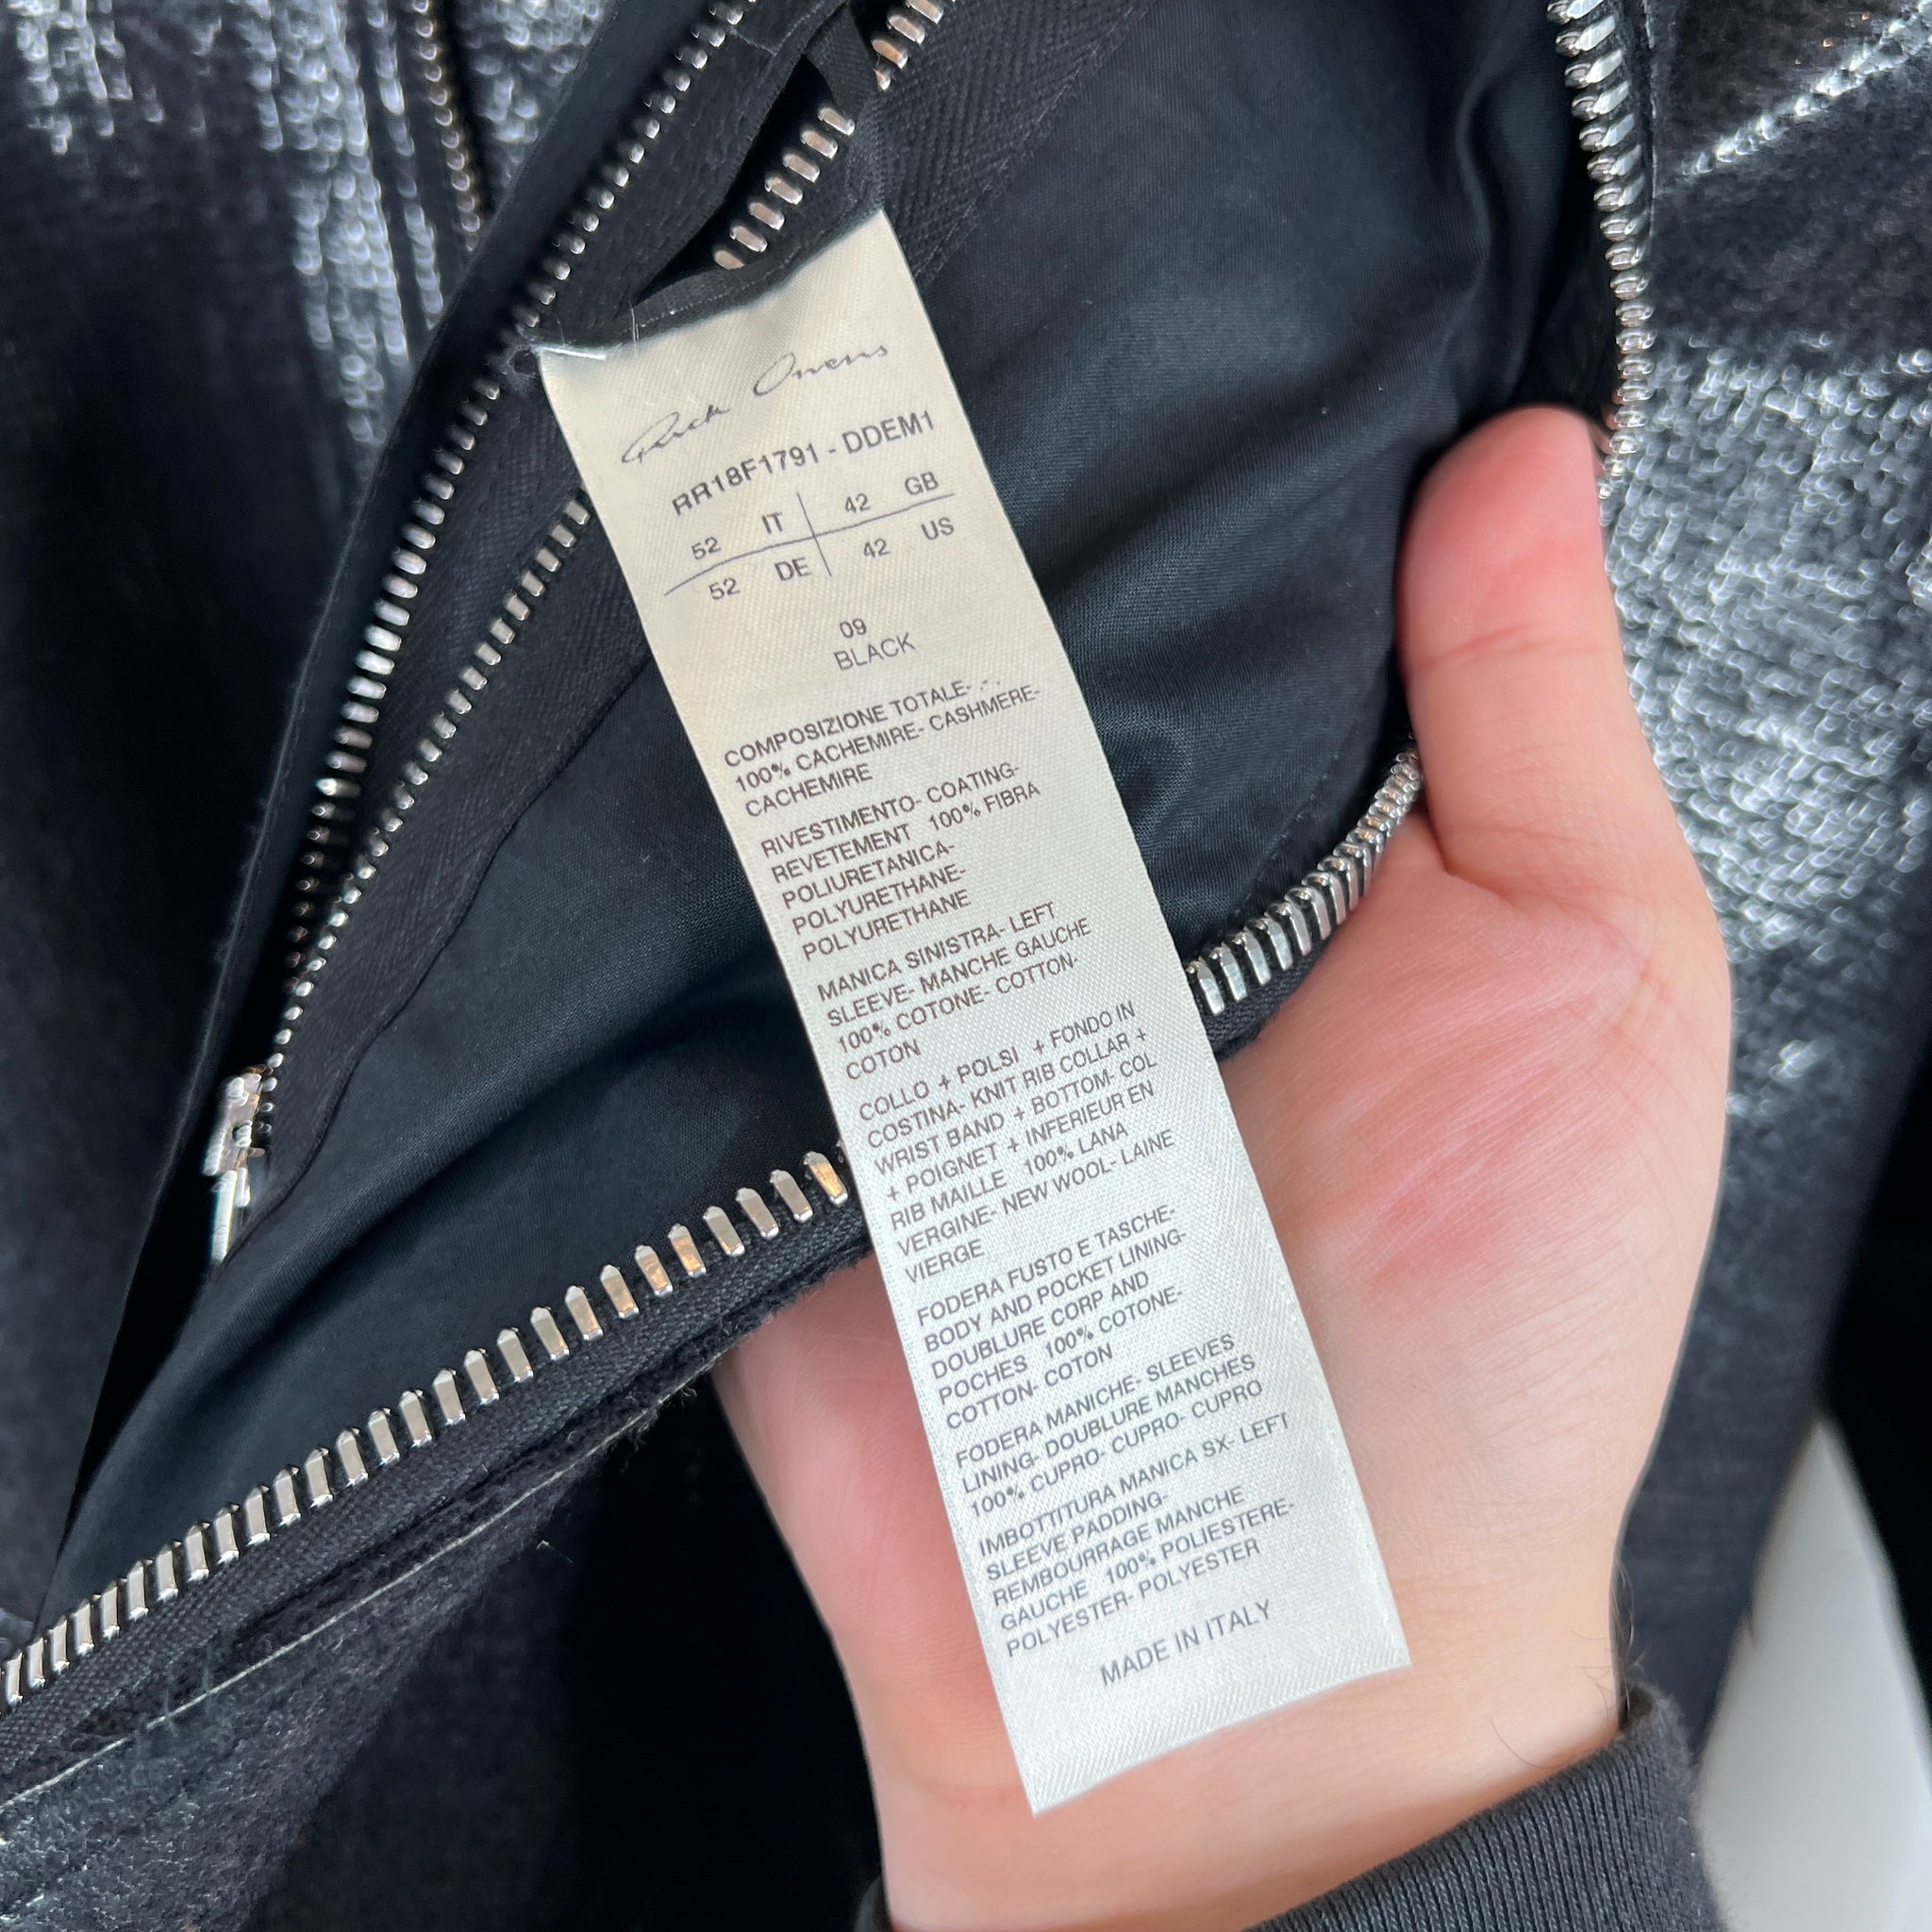 Rick Owens
RR18F1791 - DDEM1
52 IT 42 GB
52 DE 42 US
09
BLACK
COMPOSIZIONE TOTALE- .-.
100% CACHEMIRE- CASHMERE-
CACHEMIRE
RIVESTIMENTO- COATING-
REVETEMENT 100% FIBRA
POLIURETANICA-
POLYURETHANE-
POLYURETHANE
MANICA SINISTRA- LEFT
SLEEVE- MANCHE GAUCHE
100% COTONE- COTTON-
COTON
COLLO + POLSI + FONDO IN
COSTINA- KNIT RIB COLLAR +
WRIST BAND + BOTTOM- COL
+ POIGNET + INFERIEUR EN
RIB MAILLE 100% LANA
VERGINE- NEW WOOL- LAINE
VIERGE
FODERA FUSTO E TASCHE-
BODY AND POCKET LINING-
DOUBLURE CORP AND
POCHES 100% COTONE-
COTTON- COTON
FODERA MANICHE- SLEEVES
LINING- DOUBLURE MANCHES
100% CUPRO- CUPRO- CUPRO
IMBOTTITURA MANICA SX- LEFT
SLEEVE PADDING-
REMBOURRAGE MANCHE
GAUCHE 100% POLIESTERE-
POLYESTER- POLYESTER
MADE IN ITALY